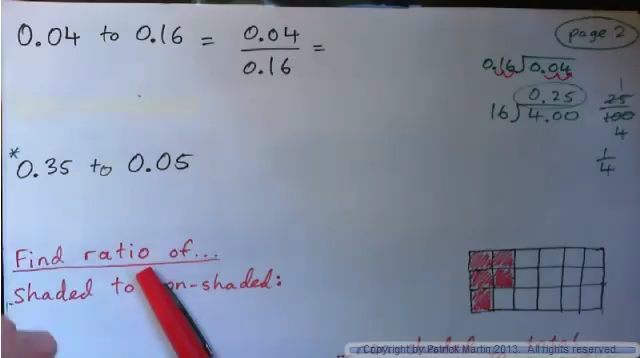 page 2
0.04 to 0.16 = 0.04/0.16 =
0.16 0.04
0.25
16 4.00
1
25
100
4
1/4
*0.35 to 0.05
Find ratio of...
Shaded to non-shaded:
Copyright by Patrick Martin 2013. All rights reserved.